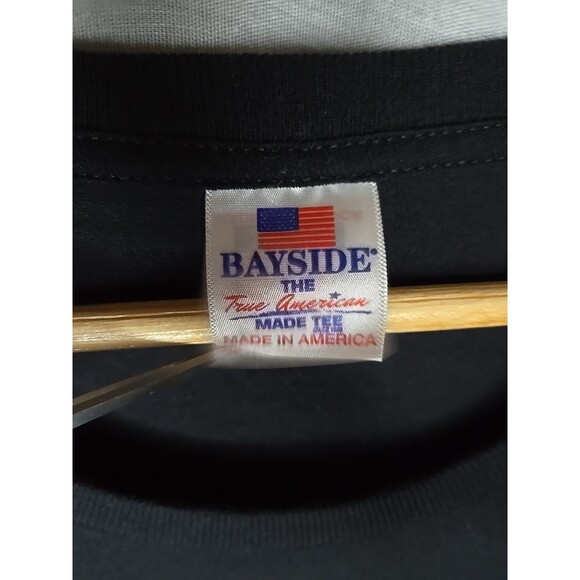 BAYSIDE®
THE
True American
MADE TEE
MADE IN AMERICA